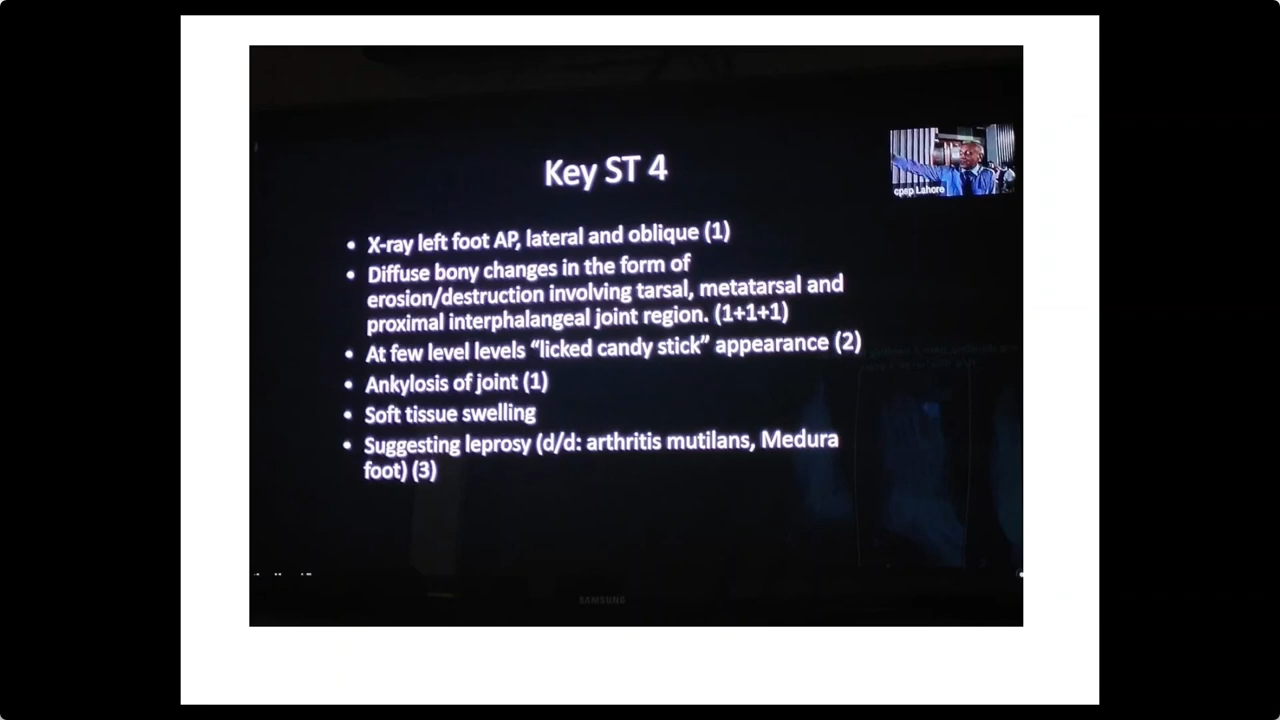 Key ST 4
cpsp Lahore
• X-ray left foot AP, lateral and oblique (1)
• Diffuse bony changes in the form of
erosion/destruction involving tarsal, metatarsal and
proximal interphalangeal joint region. (1+1+1)
• At few level levels “licked candy stick” appearance (2)
• Ankylosis of joint (1)
• Soft tissue swelling
• Suggesting leprosy (d/d: arthritis mutilans, Medura
foot) (3)
SAMSUNG